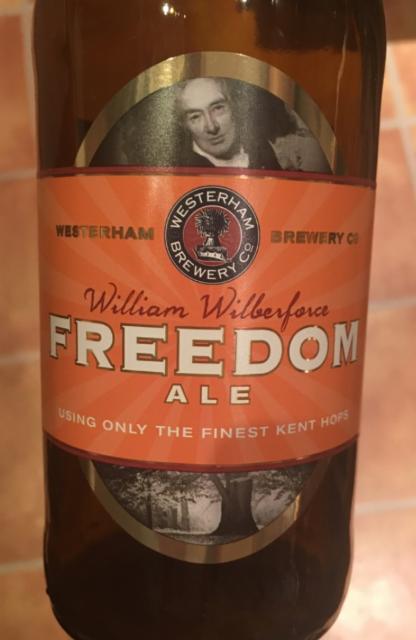 WESTERHAM BREWERY Co
WESTERHAM BREWERY CO
William Wilberforce
FREEDOM
ALE
USING ONLY THE FINEST KENT HOPS